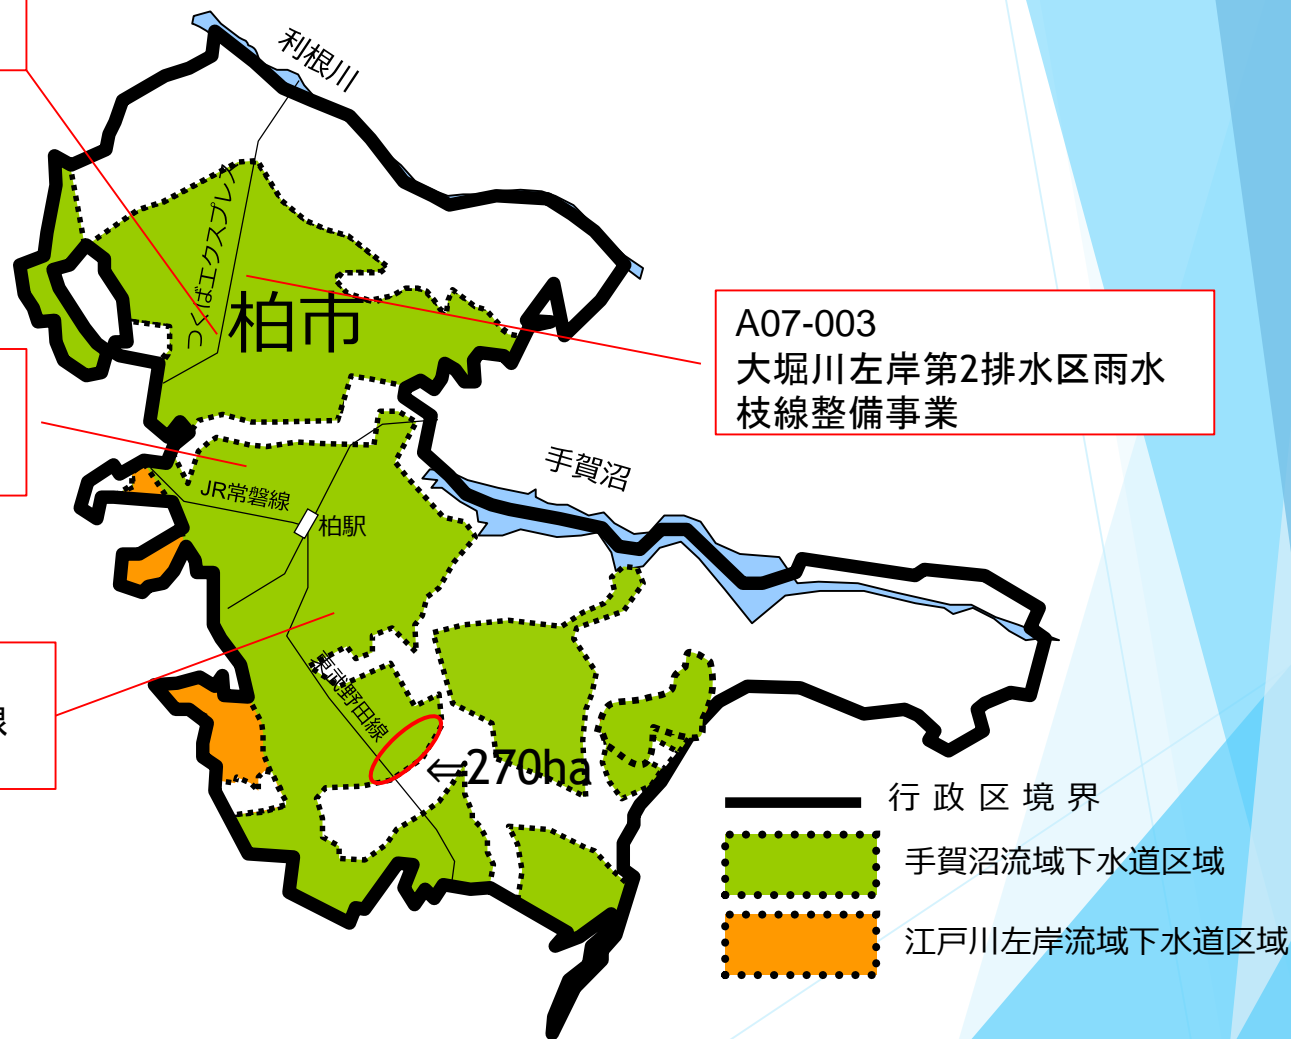 利根川
つくばエクスプレス
柏市
A07-003
大堀川左岸第2排水区雨水
枝線整備事業
手賀沼
JR常磐線
柏駅
東武野田線
線
⇐270ha
行政区境界
手賀沼流域下水道区域
江戸川左岸流域下水道区域